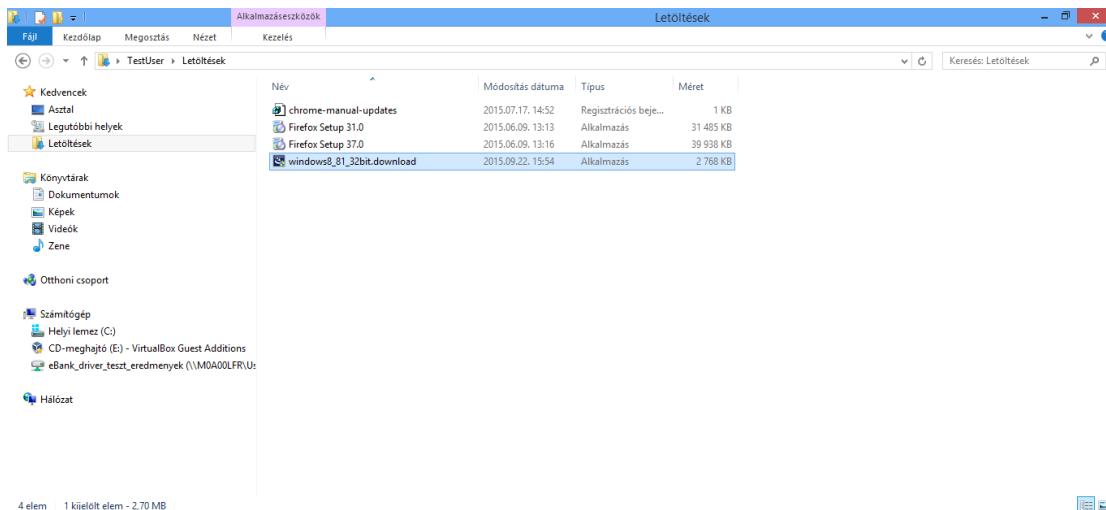 Alkalmazáseszközök
Letöltések
Fájl Kezdőlap Megosztás Nézet Kezelés
TestUser Letöltések Keresés: Letöltések
Név Módosítás dátuma Típus Méret
Kedvencek
Asztal
Legutóbbi helyek
Letöltések
Könyvtárak
Dokumentumok
Képek
Videók
Zene
Otthoni csoport
Számítógép
Helyi lemez (C:)
CD-meghajtó (E:) - VirtualBox Guest Additions
eBank_driver_teszt_eredmenyek (\\M0A00LFR\Us
Hálózat
chrome-manual-updates 2015.07.17. 14:52 Regisztrációs beje... 1 KB
Firefox Setup 31.0 2015.06.09. 13:13 Alkalmazás 31 485 KB
Firefox Setup 37.0 2015.06.09. 13:16 Alkalmazás 39 938 KB
windows8_81_32bit.download 2015.09.22. 15:54 Alkalmazás 2 768 KB
4 elem 1 kijelölt elem - 2,70 MB